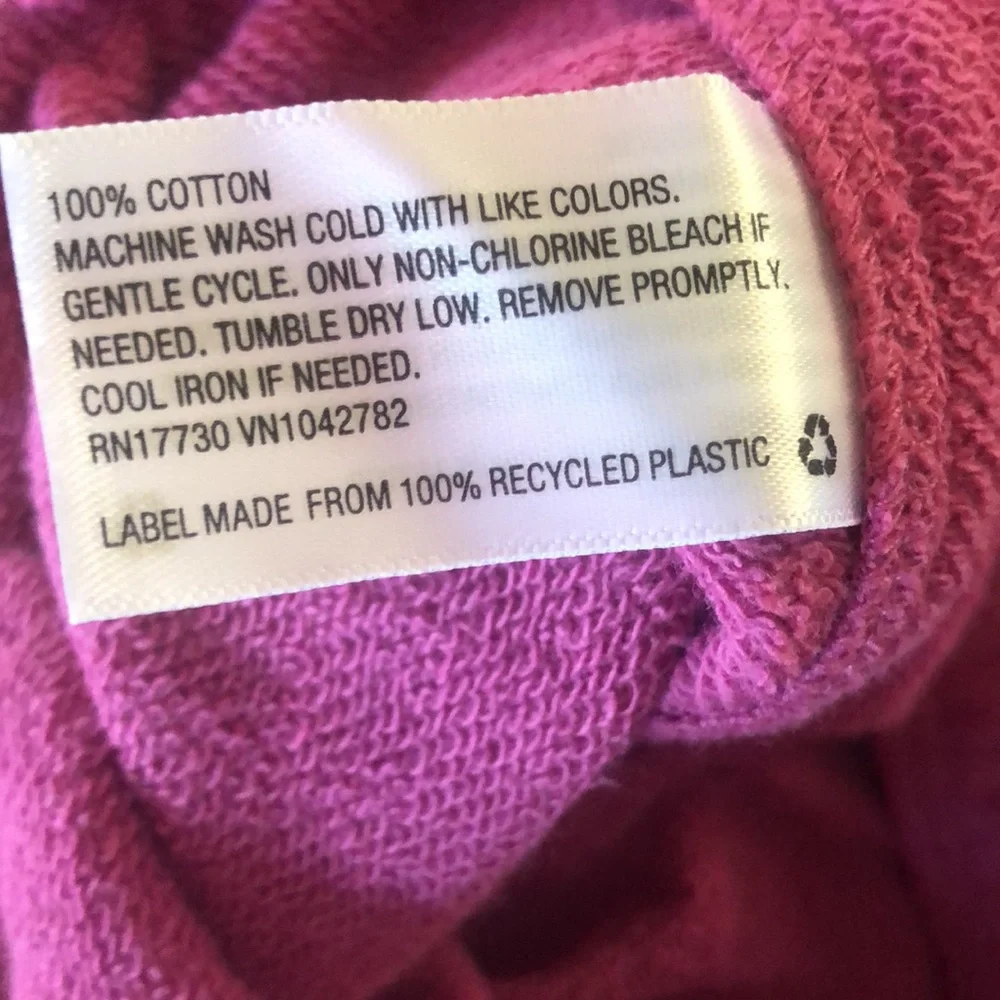 100% COTTON
MACHINE WASH COLD WITH LIKE COLORS.
GENTLE CYCLE. ONLY NON-CHLORINE BLEACH IF
NEEDED. TUMBLE DRY LOW. REMOVE PROMPTLY.
COOL IRON IF NEEDED.
RN17730 VN1042782
LABEL MADE FROM 100% RECYCLED PLASTIC